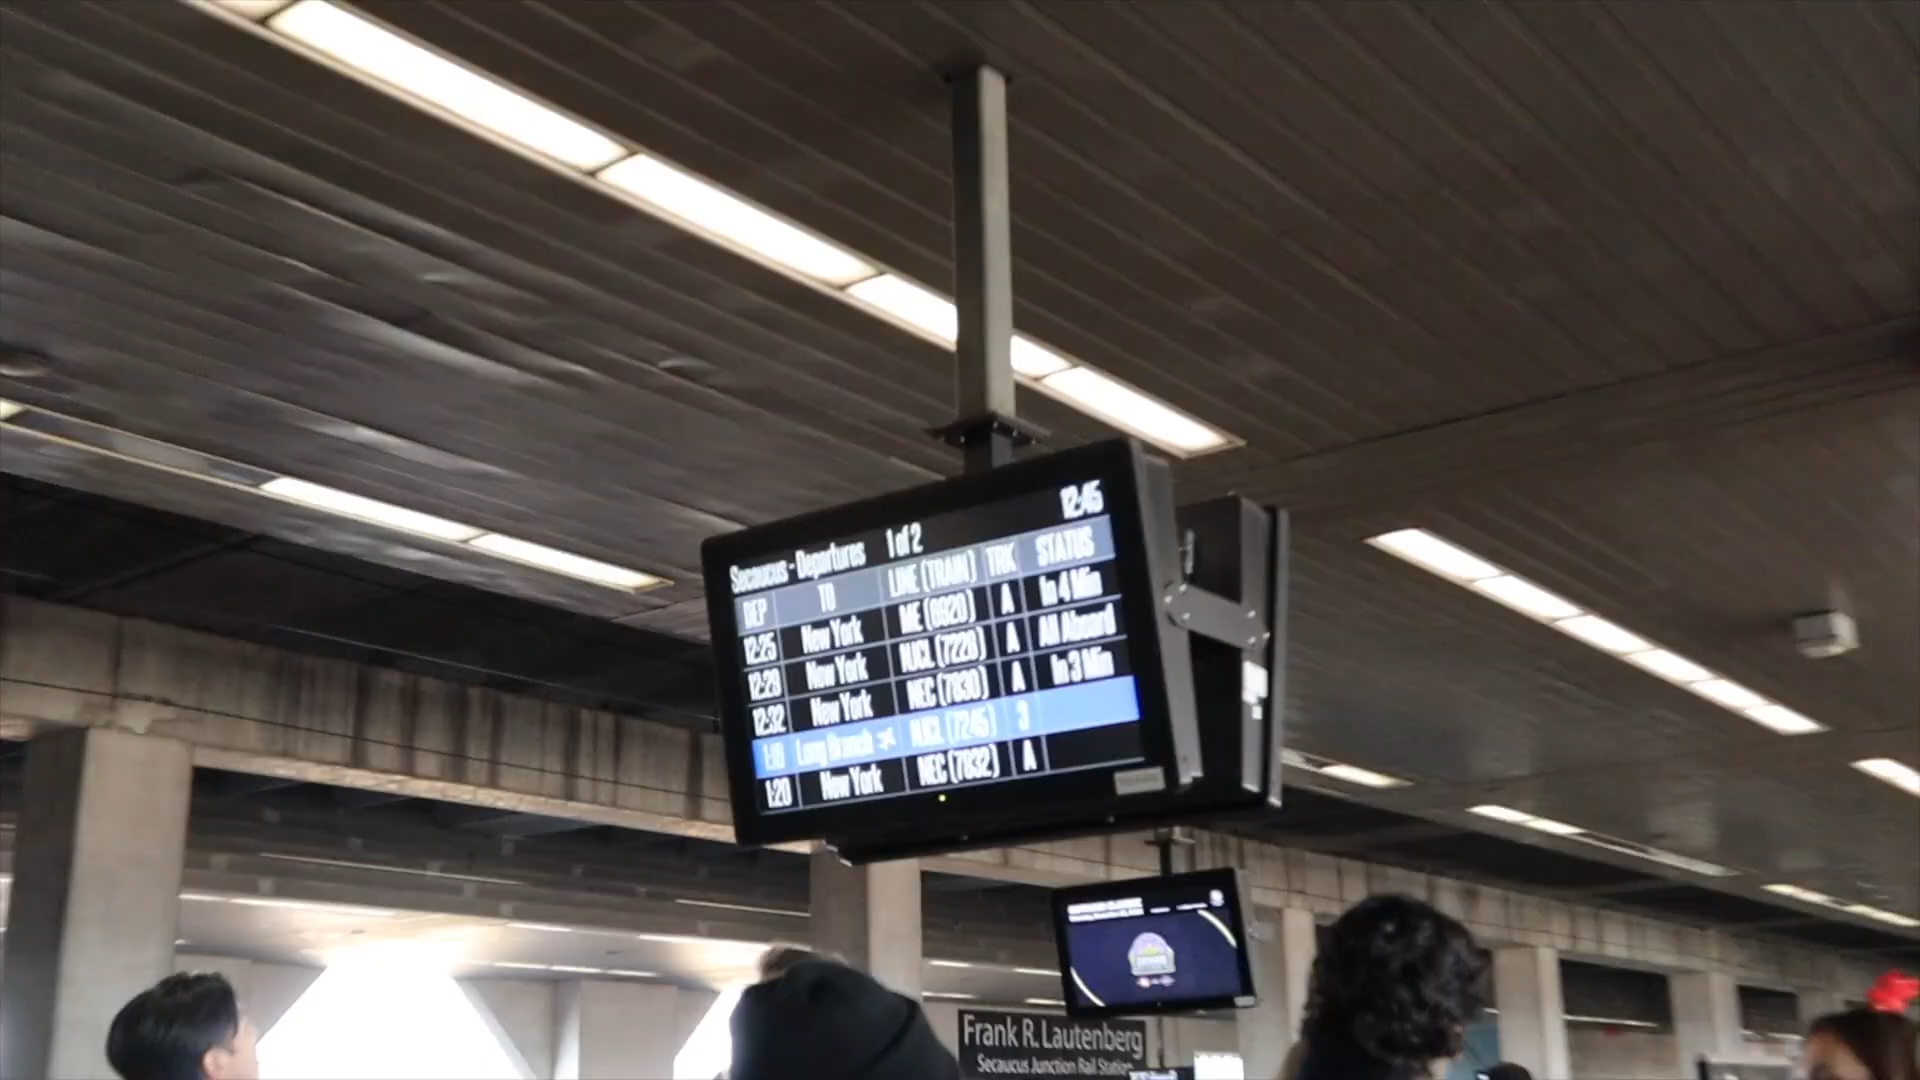 Secaucus - Departures 1 of 2 12:45
DEP TO LINE (TRAIN) TRK STATUS
12:25 New York ME (6920) A In 4 Min
12:29 New York NJCL (7228) A All Aboard
12:32 New York NEC (7830) A In 3 Min
1:10 Long Branch NJCL (7245) 3
1:20 New York NEC (7832) A
Frank R. Lautenberg
Secaucus Junction Rail Station